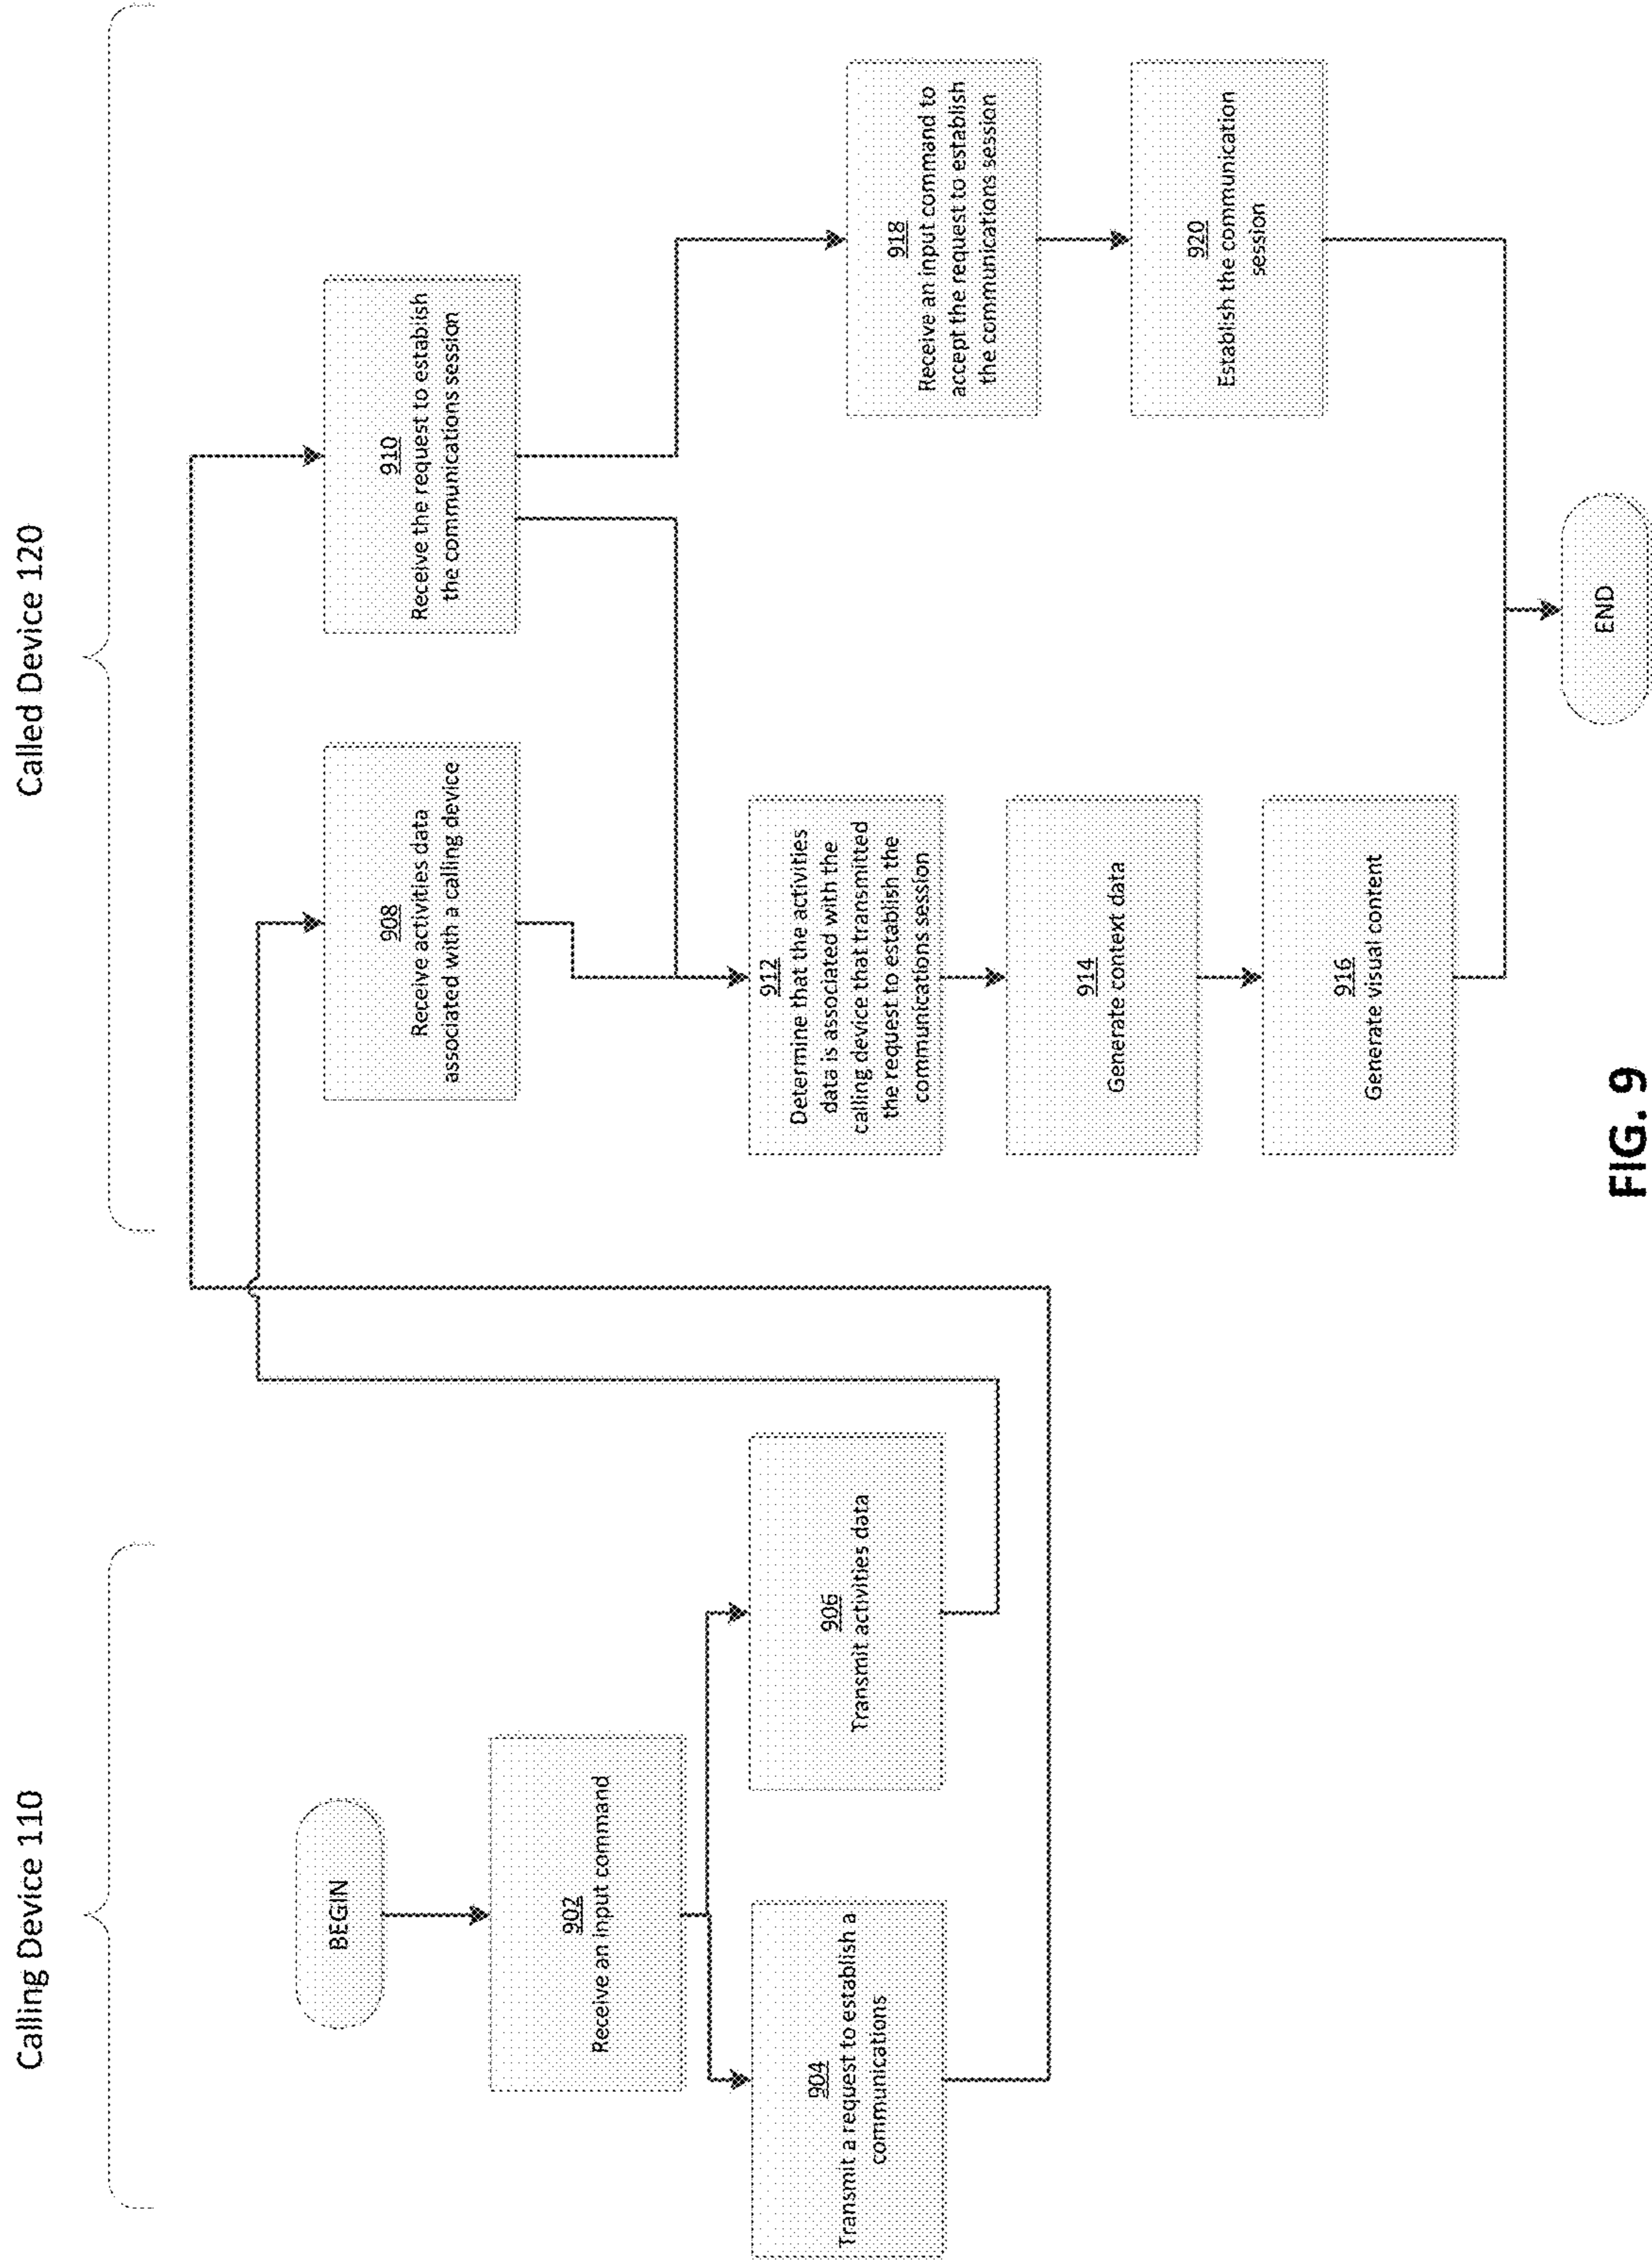 Calling Device 110
Called Device 120
BEGIN
902
Receive an input command
904
Transmit a request to establish a
communications
906
Transmit activities data
908
Receive activities data
associated with a calling device
910
Receive the request to establish
the communications session
912
Determine that the activities
data is associated with the
calling device that transmitted
the request to establish the
communications session
914
Generate context data
916
Generate visual content
918
Receive an input command to
accept the request to establish
the communications session
920
Establish the communication
session
END
FIG. 9